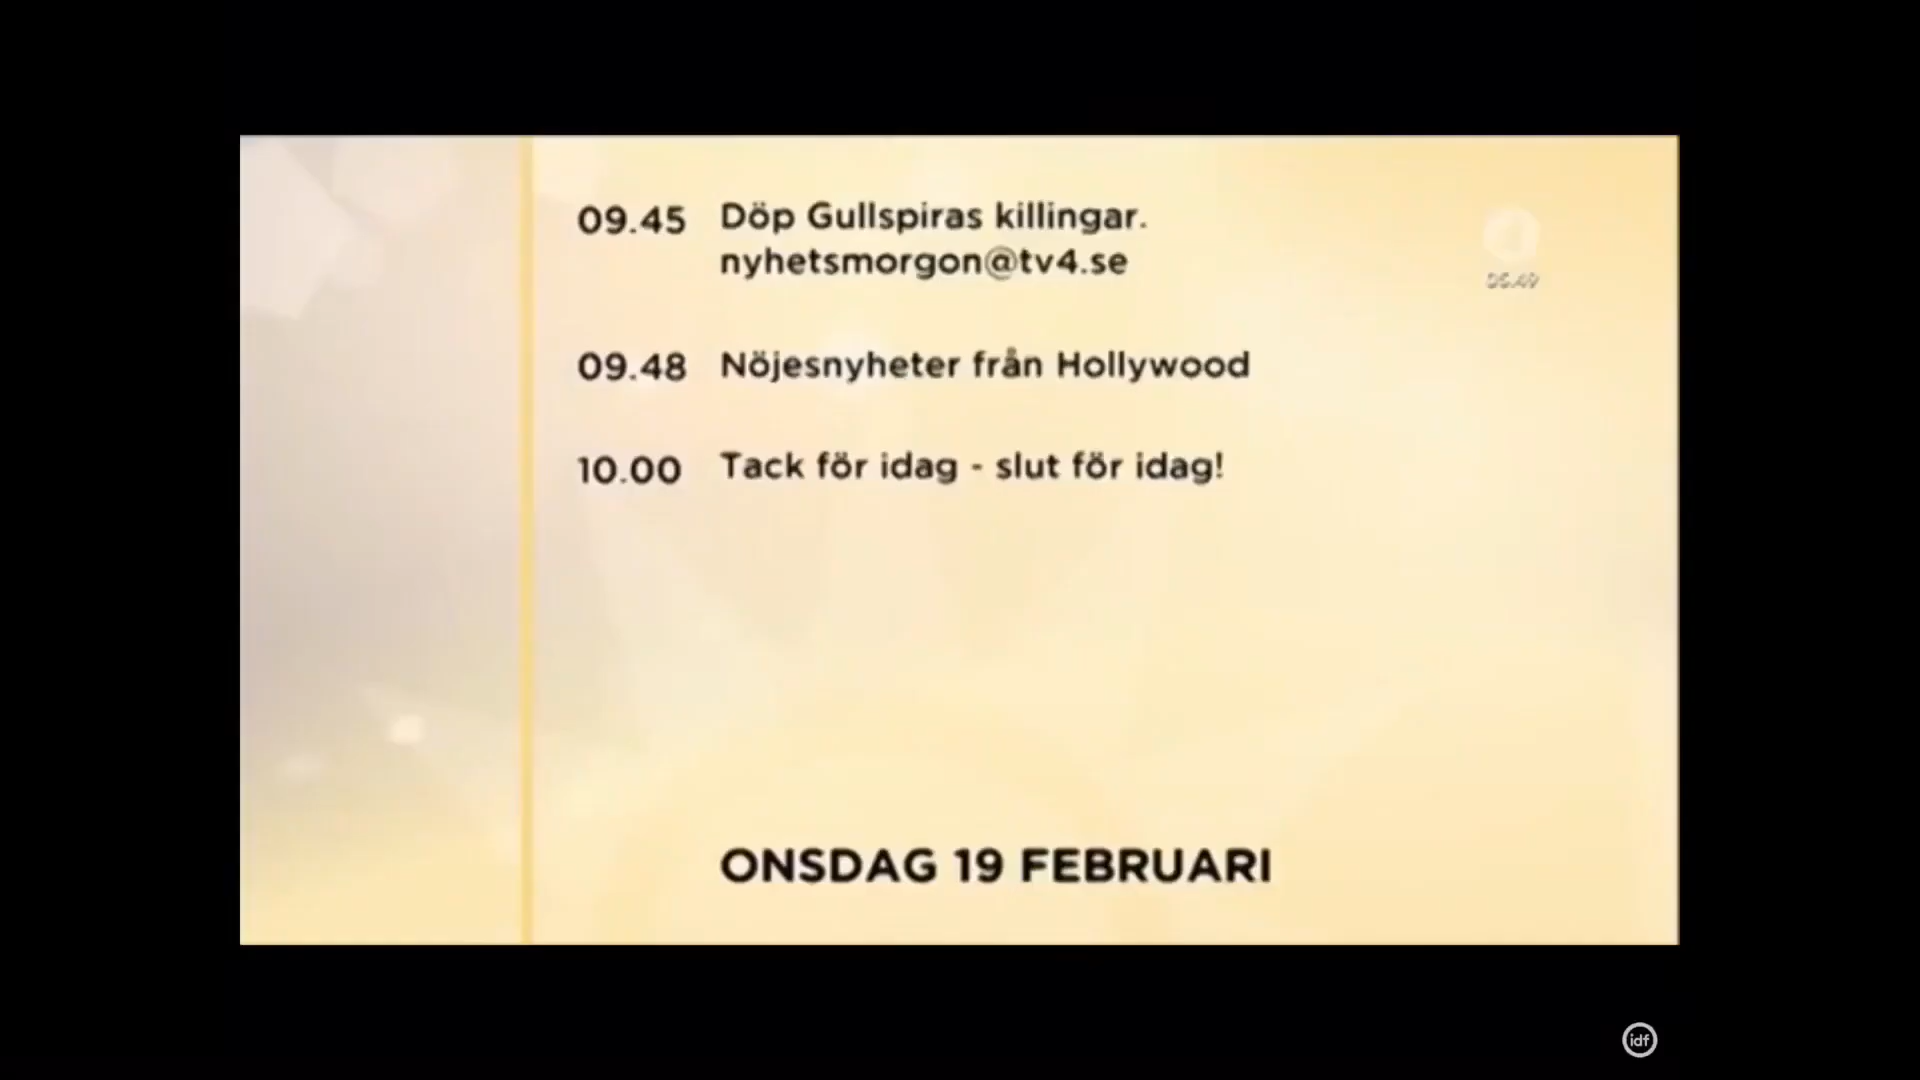 09.45 Döp Gullspiras killingar.
nyhetsmorgon@tv4.se
09.48 Nöjesnyheter från Hollywood
10.00 Tack för idag - slut för idag!
ONSDAG 19 FEBRUARI
idf